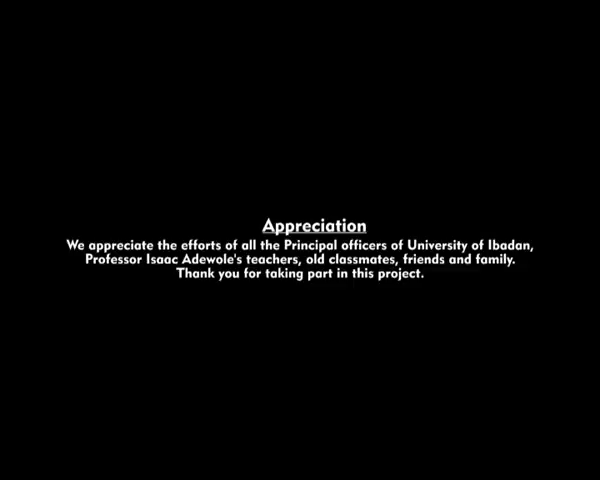 Appreciation
We appreciate the efforts of all the Principal officers of University of Ibadan,
Professor Isaac Adewole's teachers, old classmates, friends and family.
Thank you for taking part in this project.